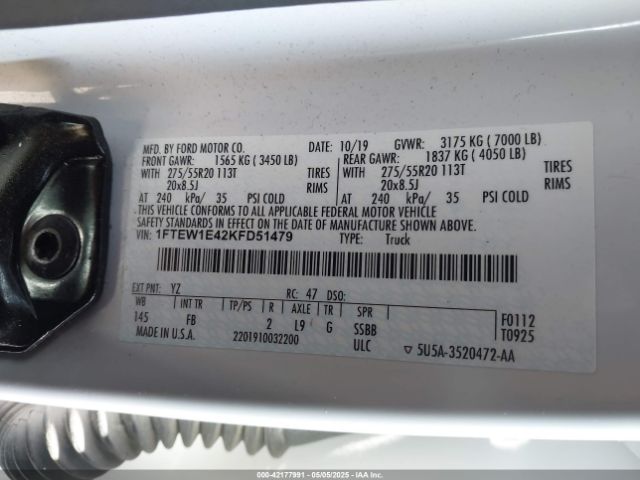 MFD. BY FORD MOTOR CO. DATE: 10/19 GVWR: 3175 KG ( 7000 LB)
FRONT GAWR: 1565 KG ( 3450 LB) REAR GAWR: 1837 KG ( 4050 LB)
WITH 275/55R20 113T TIRES WITH 275/55R20 113T TIRES
20x8.5J RIMS 20x8.5J RIMS
AT 240 kPa/ 35 PSI COLD AT 240 kPa/ 35 PSI COLD
THIS VEHICLE CONFORMS TO ALL APPLICABLE FEDERAL MOTOR VEHICLE
SAFETY STANDARDS IN EFFECT ON THE DATE OF MANUFACTURE SHOWN ABOVE.
VIN: 1FTEW1E42KFD51479 TYPE: Truck
EXT PNT: YZ RC: 47 DSO:
WB INT TR TP/PS R AXLE TR SPR F0112
145 FB 2 L9 G SSBB T0925
MADE IN U.S.A. 2201910032200 ULC ▽ 5U5A-3520472-AA
000-42177991 - 05/05/2025 - IAA Inc.